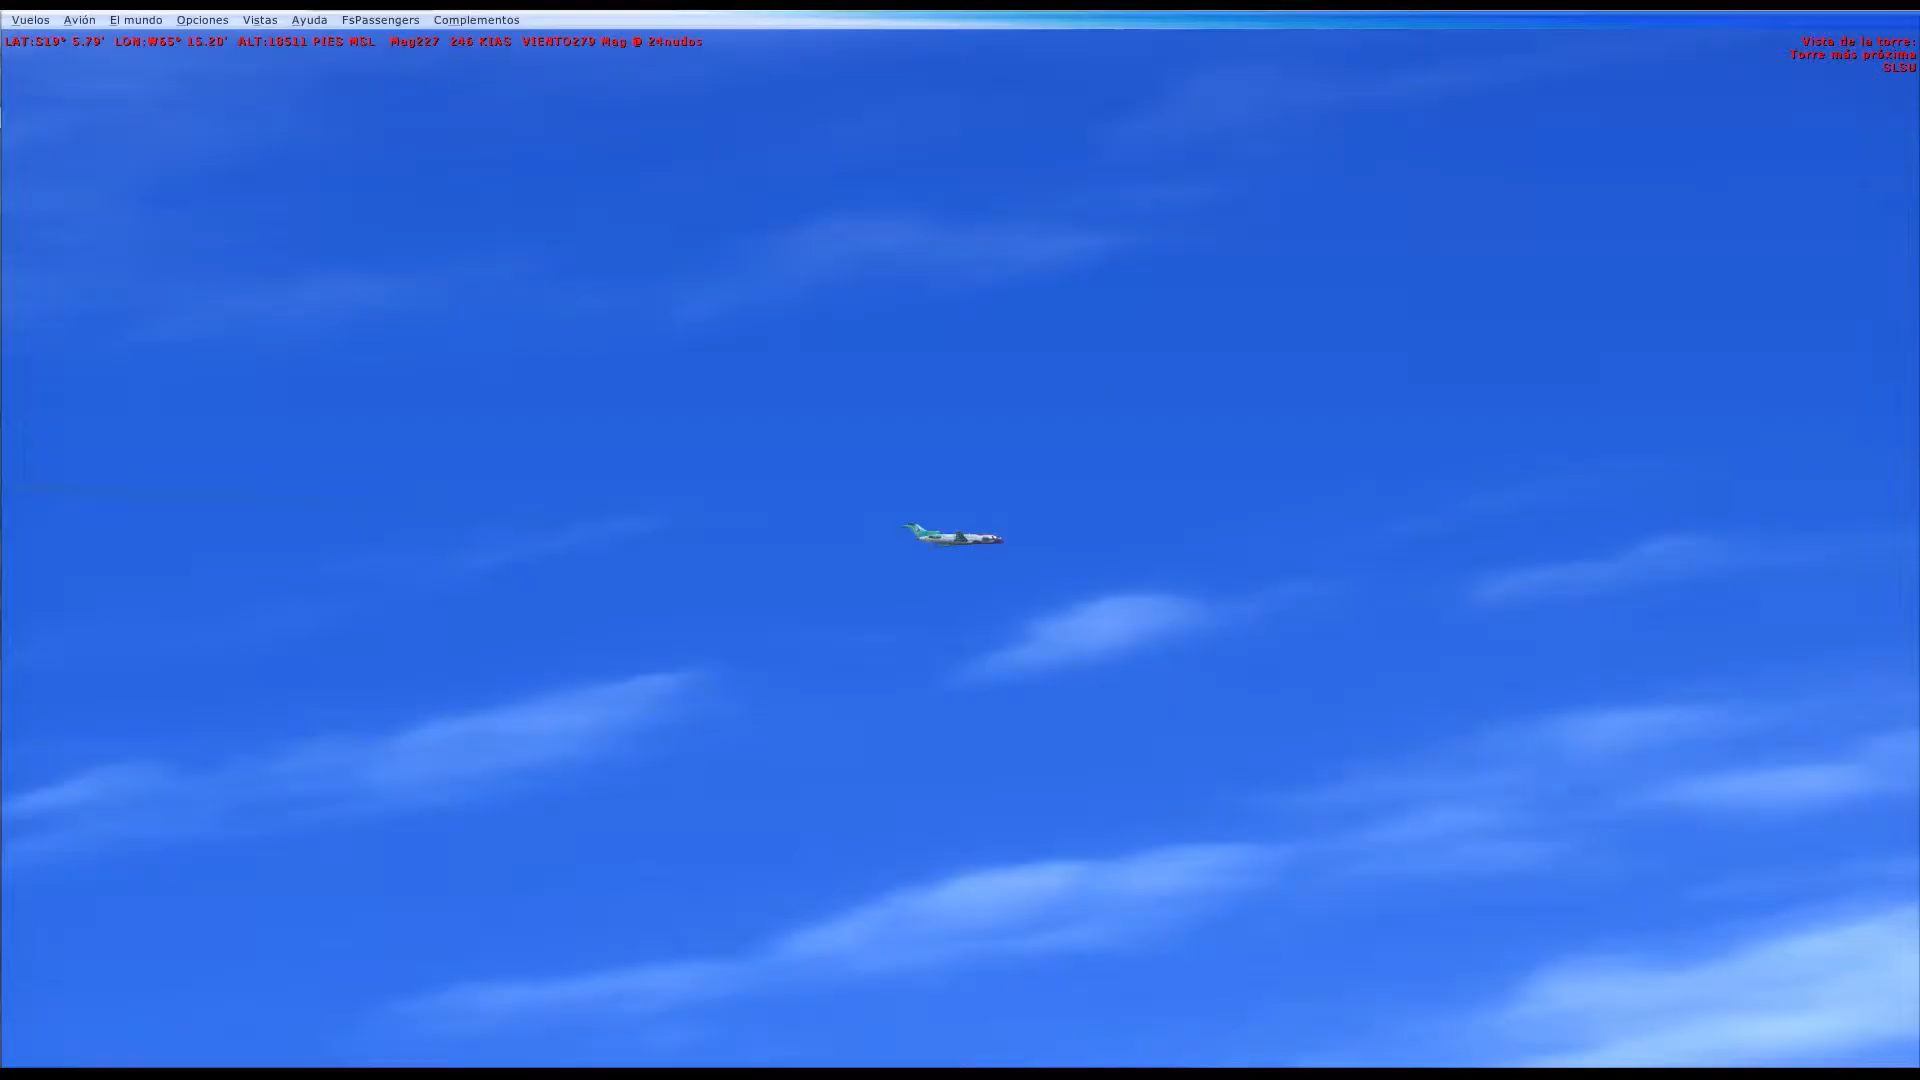 Vuelos Avión El mundo Opciones Vistas Ayuda FsPassengers Complementos
LAT:S19° 5.79' LON:W65° 15.20' ALT:18511 PIES MSL Mag227 246 KIAS VIENTO279 Mag @ 24nudos
Vista de la torre:
Torre más próxima
SLSU